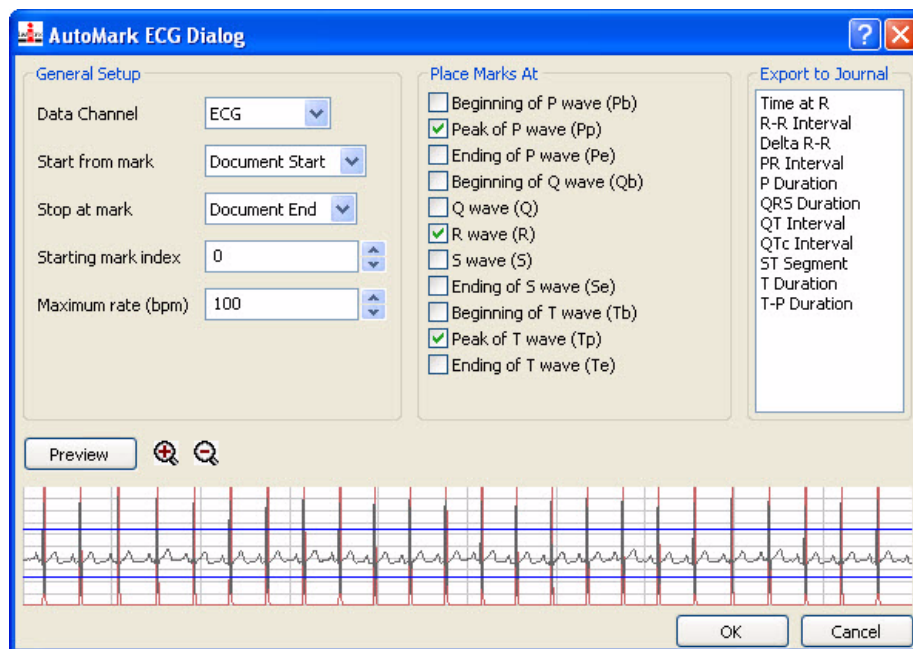 AutoMark ECG Dialog
?
General Setup
Data Channel
ECG
Start from mark
Document Start
Stop at mark
Document End
Starting mark index
0
Maximum rate (bpm)
100
Place Marks At
Beginning of P wave (Pb)
Peak of P wave (Pp)
Ending of P wave (Pe)
Beginning of Q wave (Qb)
Q wave (Q)
R wave (R)
S wave (S)
Ending of S wave (Se)
Beginning of T wave (Tb)
Peak of T wave (Tp)
Ending of T wave (Te)
Export to Journal
Time at R
R-R Interval
Delta R-R
PR Interval
P Duration
QRS Duration
QT Interval
QTc Interval
ST Segment
T Duration
T-P Duration
Preview
OK
Cancel